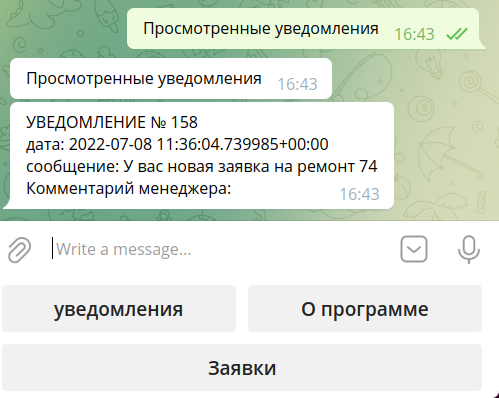 Просмотренные уведомления 16:43
Просмотренные уведомления 16:43
УВЕДОМЛЕНИЕ № 158
дата: 2022-07-08 11:36:04.739985+00:00
сообщение: У вас новая заявка на ремонт 74
Комментарий менеджера: 16:43
Write a message...
уведомления О программе
Заявки